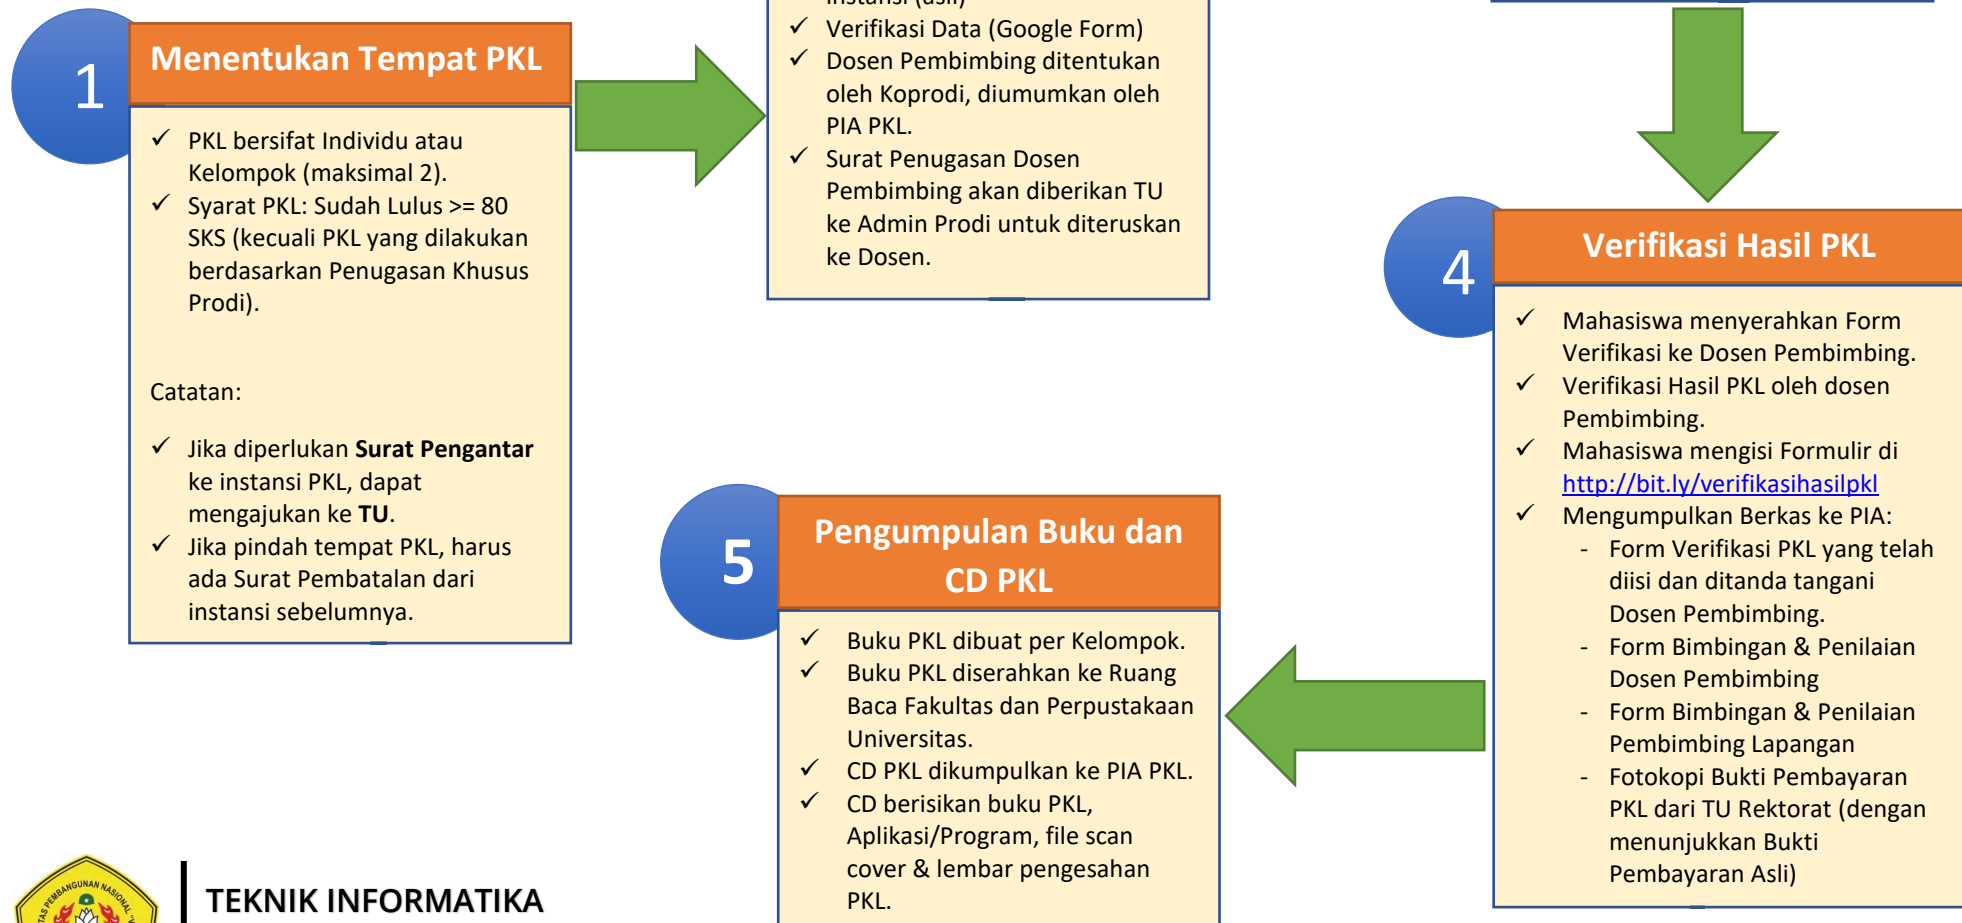 1
Menentukan Tempat PKL
✓ PKL bersifat Individu atau
Kelompok (maksimal 2).
✓ Syarat PKL: Sudah Lulus >= 80
SKS (kecuali PKL yang dilakukan
berdasarkan Penugasan Khusus
Prodi).
Catatan:
✓ Jika diperlukan Surat Pengantar
ke instansi PKL, dapat
mengajukan ke TU.
✓ Jika pindah tempat PKL, harus
ada Surat Pembatalan dari
instansi sebelumnya.
instansi (asli)
✓ Verifikasi Data (Google Form)
✓ Dosen Pembimbing ditentukan
oleh Koprodi, diumumkan oleh
PIA PKL.
✓ Surat Penugasan Dosen
Pembimbing akan diberikan TU
ke Admin Prodi untuk diteruskan
ke Dosen.
4
Verifikasi Hasil PKL
✓ Mahasiswa menyerahkan Form
Verifikasi ke Dosen Pembimbing.
✓ Verifikasi Hasil PKL oleh dosen
Pembimbing.
✓ Mahasiswa mengisi Formulir di
http://bit.ly/verifikasihasilpkl
✓ Mengumpulkan Berkas ke PIA:
- Form Verifikasi PKL yang telah
diisi dan ditanda tangani
Dosen Pembimbing.
- Form Bimbingan & Penilaian
Dosen Pembimbing
- Form Bimbingan & Penilaian
Pembimbing Lapangan
- Fotokopi Bukti Pembayaran
PKL dari TU Rektorat (dengan
menunjukkan Bukti
Pembayaran Asli)
5
Pengumpulan Buku dan
CD PKL
✓ Buku PKL dibuat per Kelompok.
✓ Buku PKL diserahkan ke Ruang
Baca Fakultas dan Perpustakaan
Universitas.
✓ CD PKL dikumpulkan ke PIA PKL.
✓ CD berisikan buku PKL,
Aplikasi/Program, file scan
cover & lembar pengesahan
PKL.
PEMBANGUNAN NASIONAL
TEKNIK INFORMATIKA